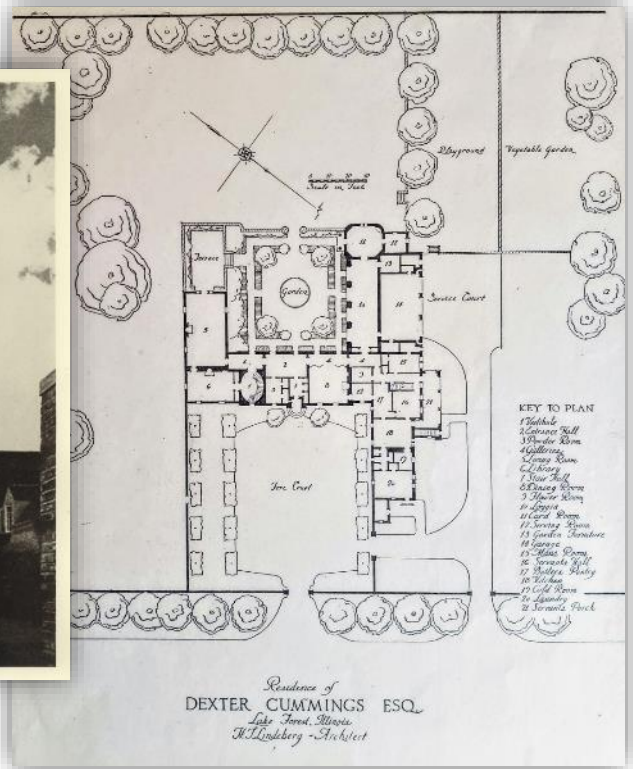 Playground
Vegetable Garden
Scale in Feet
Terrace
Garden
Service Court
Fore Court
KEY TO PLAN
1 Vestibule
2 Entrance Hall
3 Powder Room
4 Galleries
5 Living Room
6 Library
7 Stair Hall
8 Dining Room
9 Flower Room
10 Loggia
11 Card Room
12 Serving Room
13 Garden Furniture
14 Garage
15 Maids Room
16 Servants Hall
17 Butlers Pantry
18 Kitchen
19 Cold Room
20 Laundry
21 Servants Porch
Residence of
DEXTER CUMMINGS ESQ.
Lake Forest, Illinois
H.T. Lindeberg - Architect